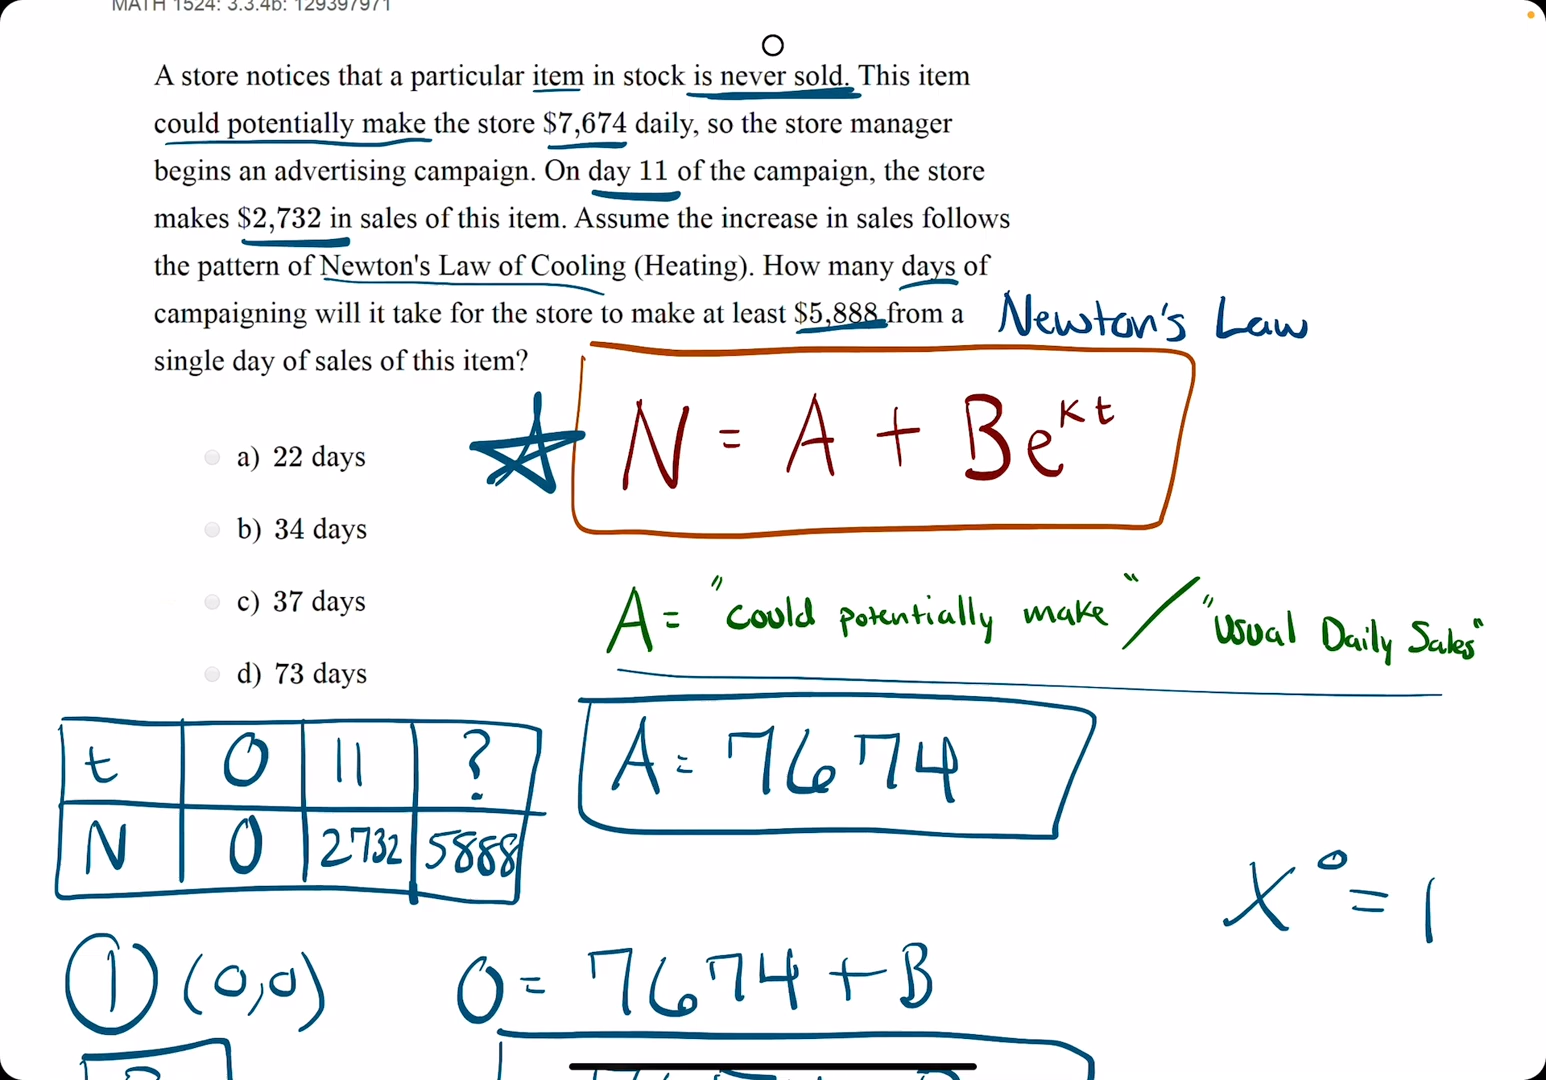 MATH 1524: 3.3.4b: 129397971
A store notices that a particular item in stock is never sold. This item
could potentially make the store $7,674 daily, so the store manager
begins an advertising campaign. On day 11 of the campaign, the store
makes $2,732 in sales of this item. Assume the increase in sales follows
the pattern of Newton's Law of Cooling (Heating). How many days of
campaigning will it take for the store to make at least $5,888 from a
single day of sales of this item?
Newton's Law
N = A + Be^kt
a) 22 days
b) 34 days
c) 37 days
d) 73 days
A = "could potentially make" / "Usual Daily Sales"
A = 7674
t 0 11 ?
N 0 2732 5888
x^0 = 1
1 (0,0) 0 = 7674 + B